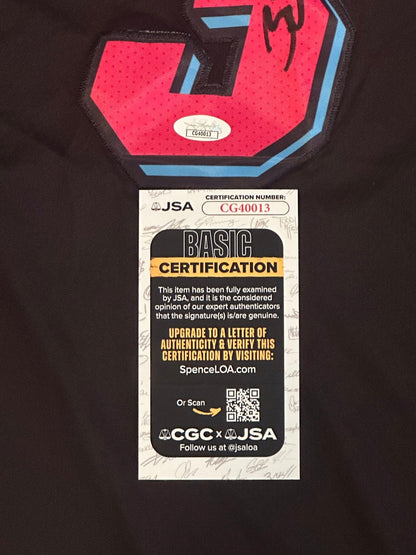 3
CG40013
JSA
CERTIFICATION NUMBER:
CG40013
BASIC
CERTIFICATION
This item has been fully examined
by JSA, and it is the considered
opinion of our expert authenticators
that the signature(s) is/are genuine.
UPGRADE TO A LETTER OF
AUTHENTICITY & VERIFY THIS
CERTIFICATION BY VISITING:
SpenceLOA.com
Or Scan
CGC x JSA
Follow us at @jsaloa